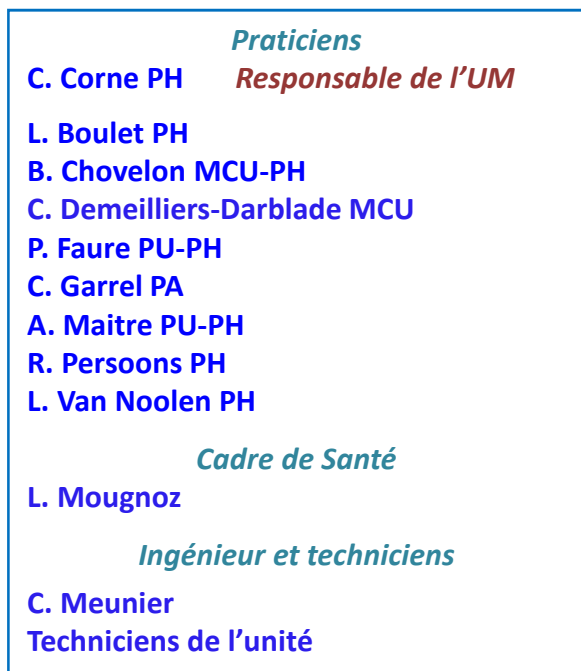 Praticiens
C. Corne PH Responsable de l’UM
L. Boulet PH
B. Chovelon MCU-PH
C. Demeilliers-Darblade MCU
P. Faure PU-PH
C. Garrel PA
A. Maitre PU-PH
R. Persoons PH
L. Van Noolen PH
Cadre de Santé
L. Mougnoz
Ingénieur et techniciens
C. Meunier
Techniciens de l’unité